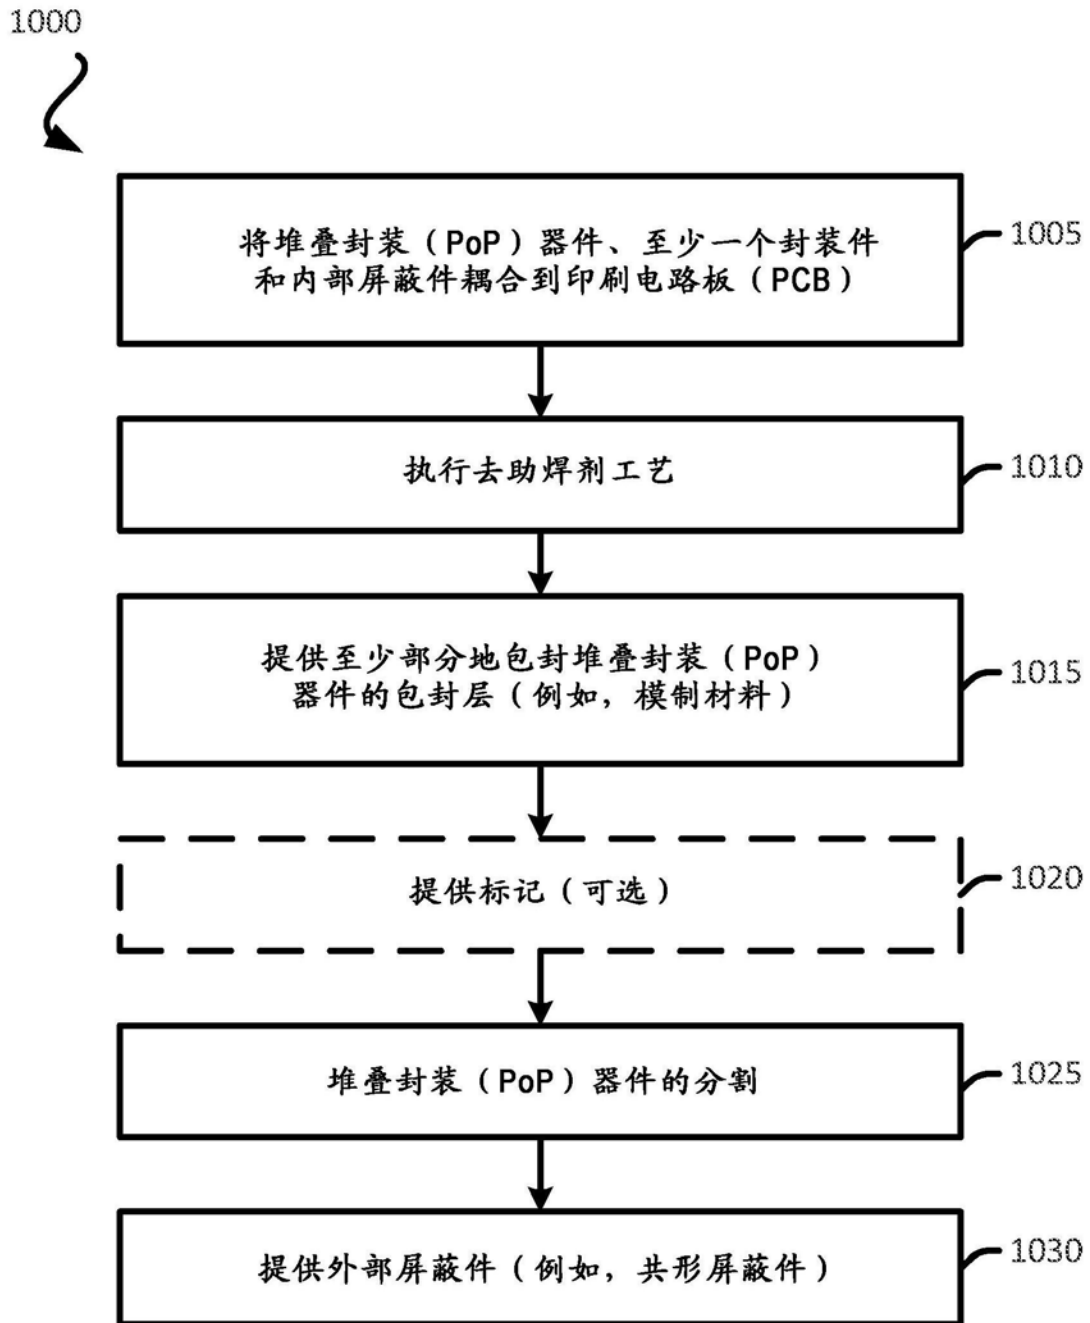 1000
将堆叠封装（PoP）器件、至少一个封装件
和内部屏蔽件耦合到印刷电路板（PCB）
1005
执行去助焊剂工艺
1010
提供至少部分地包封堆叠封装（PoP）
器件的包封层（例如，模制材料）
1015
提供标记（可选）
1020
堆叠封装（PoP）器件的分割
1025
提供外部屏蔽件（例如，共形屏蔽件）
1030